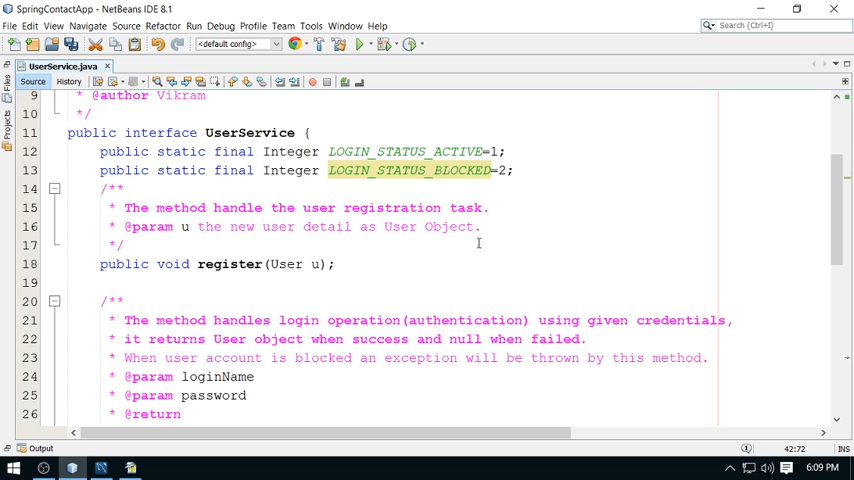 SpringContactApp - NetBeans IDE 8.1
File Edit View Navigate Source Refactor Run Debug Profile Team Tools Window Help
Search (Ctrl+I)
<default config>
UserService.java
Source History
Files
Projects
9 * @author Vikram
10 */
11 public interface UserService {
12 public static final Integer LOGIN_STATUS_ACTIVE=1;
13 public static final Integer LOGIN_STATUS_BLOCKED=2;
14 /**
15 * The method handle the user registration task.
16 * @param u the new user detail as User Object.
17 */
18 public void register(User u);
19
20 /**
21 * The method handles login operation(authentication) using given credentials,
22 * it returns User object when success and null when failed.
23 * When user account is blocked an exception will be thrown by this method.
24 * @param loginName
25 * @param password
26 * @return
Output
42:72 INS
6:09 PM